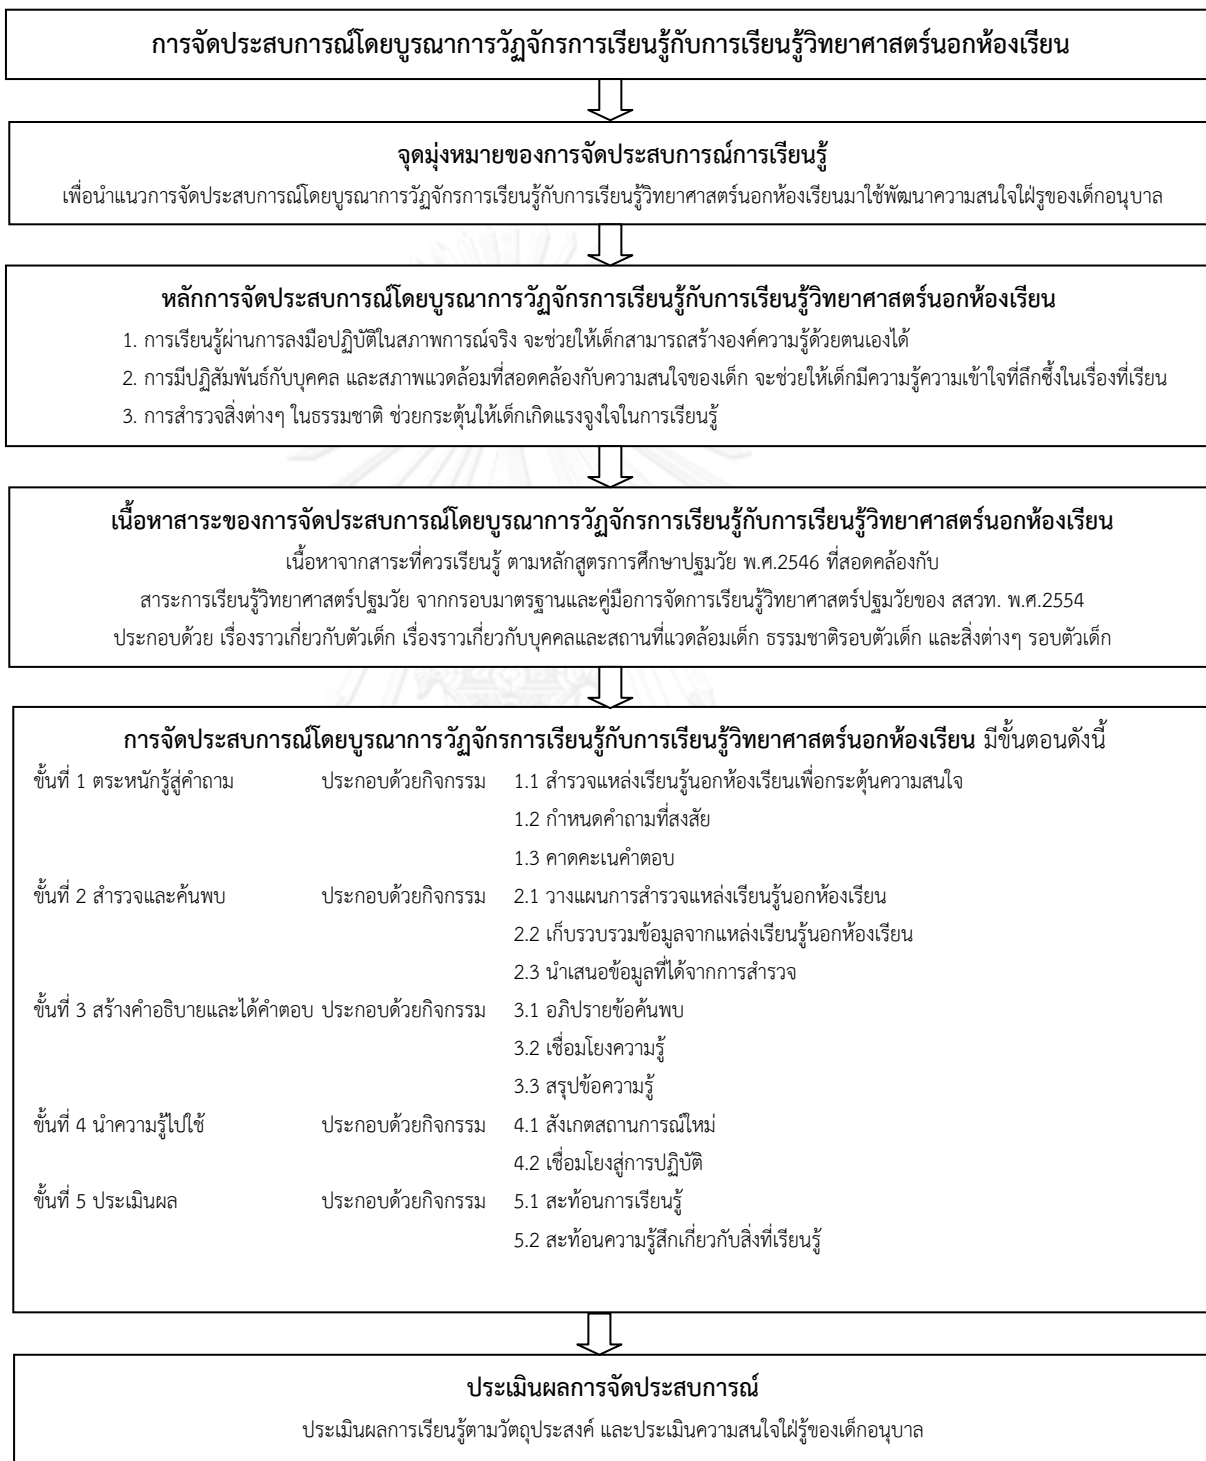 การจัดประสบการณ์โดยบูรณาการวัฏจักรการเรียนรู้กับการเรียนรู้วิทยาศาสตร์นอกห้องเรียน
จุดมุ่งหมายของการจัดประสบการณ์การเรียนรู้
เพื่อนำแนวการจัดประสบการณ์โดยบูรณาการวัฏจักรการเรียนรู้กับการเรียนรู้วิทยาศาสตร์นอกห้องเรียนมาใช้พัฒนาความสนใจใฝ่รูของเด็กอนุบาล
หลักการจัดประสบการณ์โดยบูรณาการวัฏจักรการเรียนรู้กับการเรียนรู้วิทยาศาสตร์นอกห้องเรียน
1. การเรียนรู้ผ่านการลงมือปฏิบัติในสภาพการณ์จริง จะช่วยให้เด็กสามารถสร้างองค์ความรู้ด้วยตนเองได้
2. การมีปฏิสัมพันธ์กับบุคคล และสภาพแวดล้อมที่สอดคล้องกับความสนใจของเด็ก จะช่วยให้เด็กมีความรู้ความเข้าใจที่ลึกซึ้งในเรื่องที่เรียน
3. การสำรวจสิ่งต่างๆ ในธรรมชาติ ช่วยกระตุ้นให้เด็กเกิดแรงจูงใจในการเรียนรู้
เนื้อหาสาระของการจัดประสบการณ์โดยบูรณาการวัฏจักรการเรียนรู้กับการเรียนรู้วิทยาศาสตร์นอกห้องเรียน
เนื้อหาจากสาระที่ควรเรียนรู้ ตามหลักสูตรการศึกษาปฐมวัย พ.ศ.2546 ที่สอดคล้องกับ
สาระการเรียนรู้วิทยาศาสตร์ปฐมวัย จากกรอบมาตรฐานและคู่มือการจัดการเรียนรู้วิทยาศาสตร์ปฐมวัยของ สสวท. พ.ศ.2554
ประกอบด้วย เรื่องราวเกี่ยวกับตัวเด็ก เรื่องราวเกี่ยวกับบุคคลและสถานที่แวดล้อมเด็ก ธรรมชาติรอบตัวเด็ก และสิ่งต่างๆ รอบตัวเด็ก
การจัดประสบการณ์โดยบูรณาการวัฏจักรการเรียนรู้กับการเรียนรู้วิทยาศาสตร์นอกห้องเรียน มีขั้นตอนดังนี้
ขั้นที่ 1 ตระหนักรู้สู่คำถาม ประกอบด้วยกิจกรรม 1.1 สำรวจแหล่งเรียนรู้นอกห้องเรียนเพื่อกระตุ้นความสนใจ
1.2 กำหนดคำถามที่สงสัย
1.3 คาดคะเนคำตอบ
ขั้นที่ 2 สำรวจและค้นพบ ประกอบด้วยกิจกรรม 2.1 วางแผนการสำรวจแหล่งเรียนรู้นอกห้องเรียน
2.2 เก็บรวบรวมข้อมูลจากแหล่งเรียนรู้นอกห้องเรียน
2.3 นำเสนอข้อมูลที่ได้จากการสำรวจ
ขั้นที่ 3 สร้างคำอธิบายและได้คำตอบ ประกอบด้วยกิจกรรม 3.1 อภิปรายข้อค้นพบ
3.2 เชื่อมโยงความรู้
3.3 สรุปข้อความรู้
ขั้นที่ 4 นำความรู้ไปใช้ ประกอบด้วยกิจกรรม 4.1 สังเกตสถานการณ์ใหม่
4.2 เชื่อมโยงสู่การปฏิบัติ
ขั้นที่ 5 ประเมินผล ประกอบด้วยกิจกรรม 5.1 สะท้อนการเรียนรู้
5.2 สะท้อนความรู้สึกเกี่ยวกับสิ่งที่เรียนรู้
ประเมินผลการจัดประสบการณ์
ประเมินผลการเรียนรู้ตามวัตถุประสงค์ และประเมินความสนใจใฝ่รู้ของเด็กอนุบาล